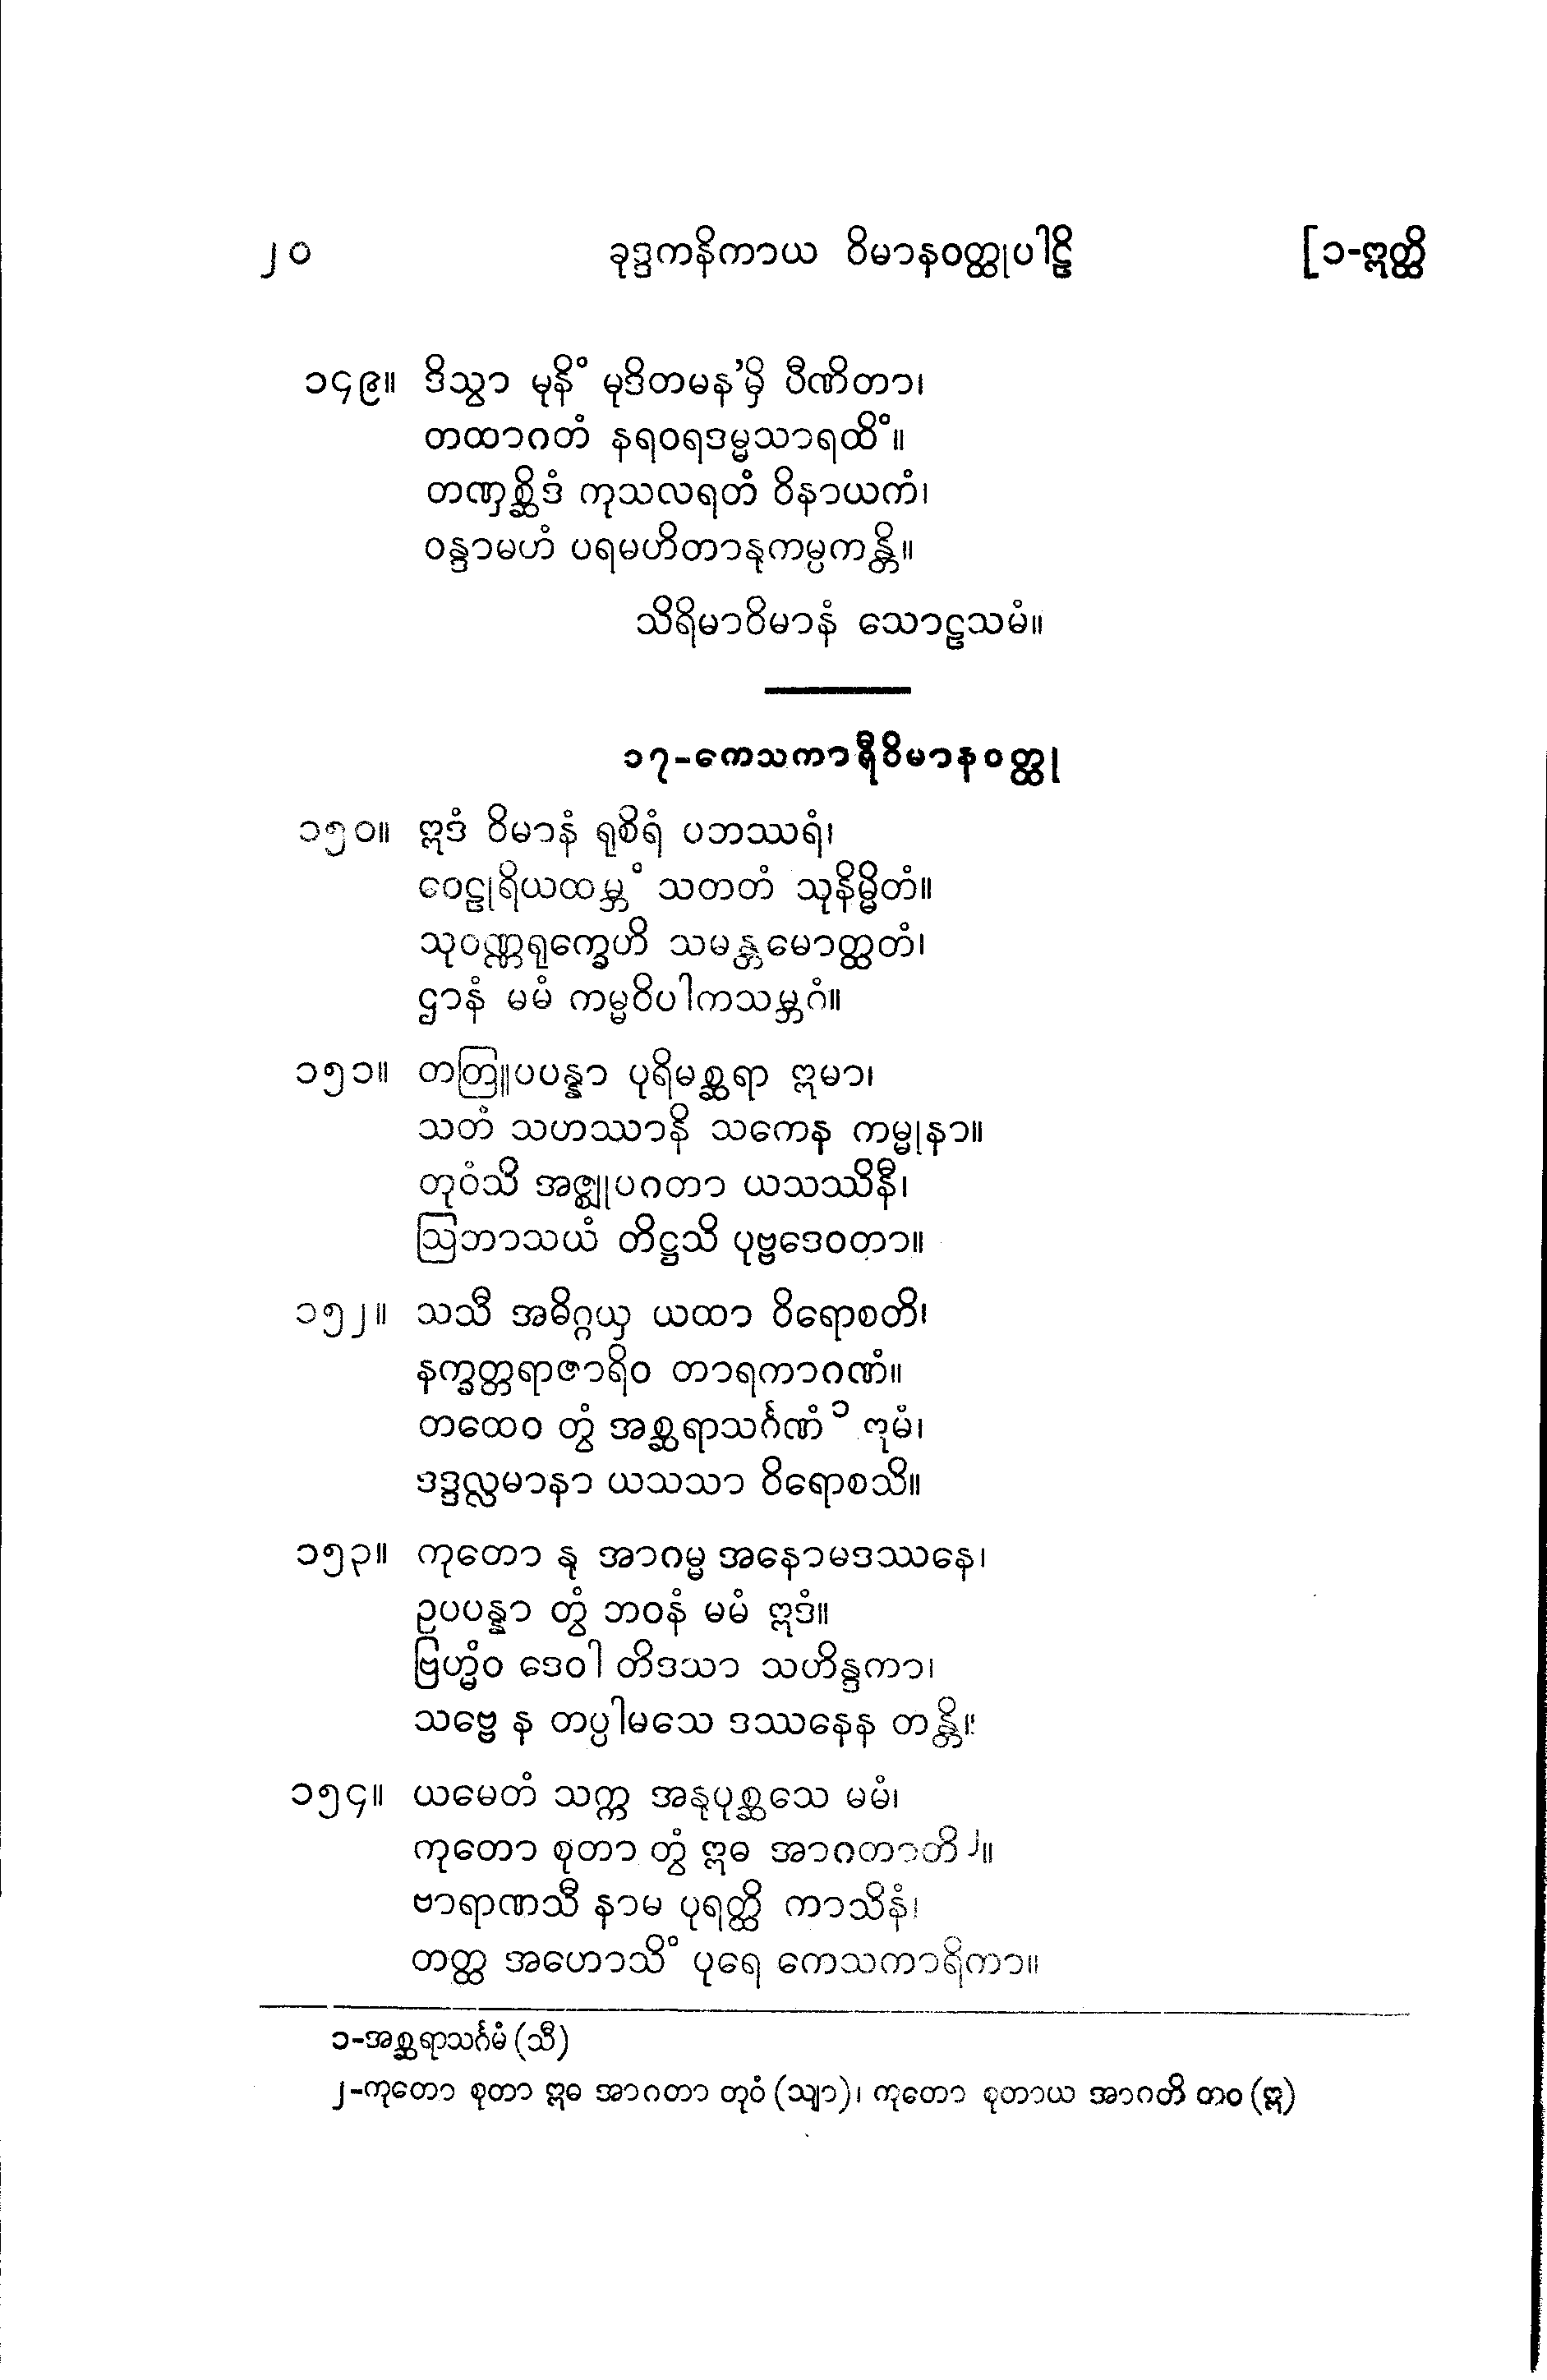 ၂၀ ခုဒ္ဒကနိကာယ ဝိမာနဝတ္ထုပါဠိ [၁-ဣတ္ထိ
၁၄၉။ ဒိသွာ မုနိံ မုဒိတမန’မှိ ပီဏိတာ၊
တထာဂတံ နရဝရဒမ္မသာရထိံ။
တဏှစ္ဆိဒံ ကုသလရတံ ဝိနာယကံ၊
ဝန္ဒာမဟံ ပရမဟိတာနုကမ္ပကန္တိ။
သိရိမာဝိမာနံ သောဠသမံ။
၁၇-ကေသကာရီဝိမာနဝတ္ထု
၁၅၀။ ဣဒံ ဝိမာနံ ရုစိရံ ပဘဿရံ၊
ဝေဠုရိယထမ္ဘံ သတတံ သုနိမ္မိတံ။
သုဝဏ္ဏရုက္ခေဟိ သမန္တမောတ္ထတံ၊
ဌာနံ မမံ ကမ္မဝိပါကသမ္ဘဂံ။
၁၅၁။ တတြူပပန္နာ ပုရိမစ္ဆရာ ဣမာ၊
သတံ သဟဿာနိ သကေန ကမ္မုနာ။
တုဝံသိ အဇ္ဈုပဂတာ ယသဿိနီ၊
ဩဘာသယံ တိဋ္ဌသိ ပုဗ္ဗဒေဝတာ။
၁၅၂။ သသီ အဓိဂ္ဂယှ ယထာ ဝိရောစတိ၊
နက္ခတ္တရာဇာရိဝ တာရကာဂဏံ။
တထေဝ တွံ အစ္ဆရာသင်္ဂဏံ ၁ ဣမံ၊
ဒဒ္ဒလ္လမာနာ ယသသာ ဝိရောစသိ။
၁၅၃။ ကုတော နု အာဂမ္မ အနောမဒဿနေ၊
ဥပပန္နာ တွံ ဘဝနံ မမံ ဣဒံ။
ဗြဟ္မံဝ ဒေဝါ တိဒသာ သဟိန္ဒကာ၊
သဗ္ဗေ န တပ္ပါမသေ ဒဿနေန တန္တိ။
၁၅၄။ ယမေတံ သက္က အနုပုစ္ဆသေ မမံ၊
ကုတော စုတာ တွံ ဣဓ အာဂတာတိ ၂။
ဗာရာဏသီ နာမ ပုရတ္ထိ ကာသိနံ၊
တတ္ထ အဟောသိံ ပုရေ ကေသကာရိကာ။
၁-အစ္ဆရာသင်္ဂမံ (သီ)
၂-ကုတော စုတာ ဣဓ အာဂတာ တုဝံ (သျာ)၊ ကုတော စုတာယ အာဂတိ တဝ (ဣ)